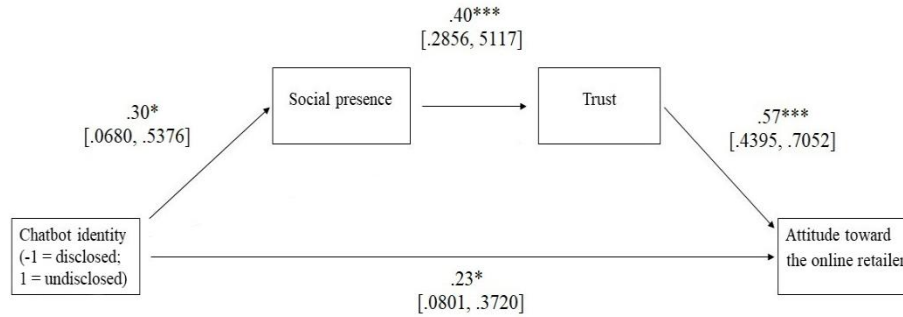 .40***
[.2856, 5117]
Social presence
Trust
.30*
[.0680, .5376]
.57***
[.4395, .7052]
Chatbot identity
(-1 = disclosed;
1 = undisclosed)
Attitude toward
the online retailer
.23*
[.0801, .3720]